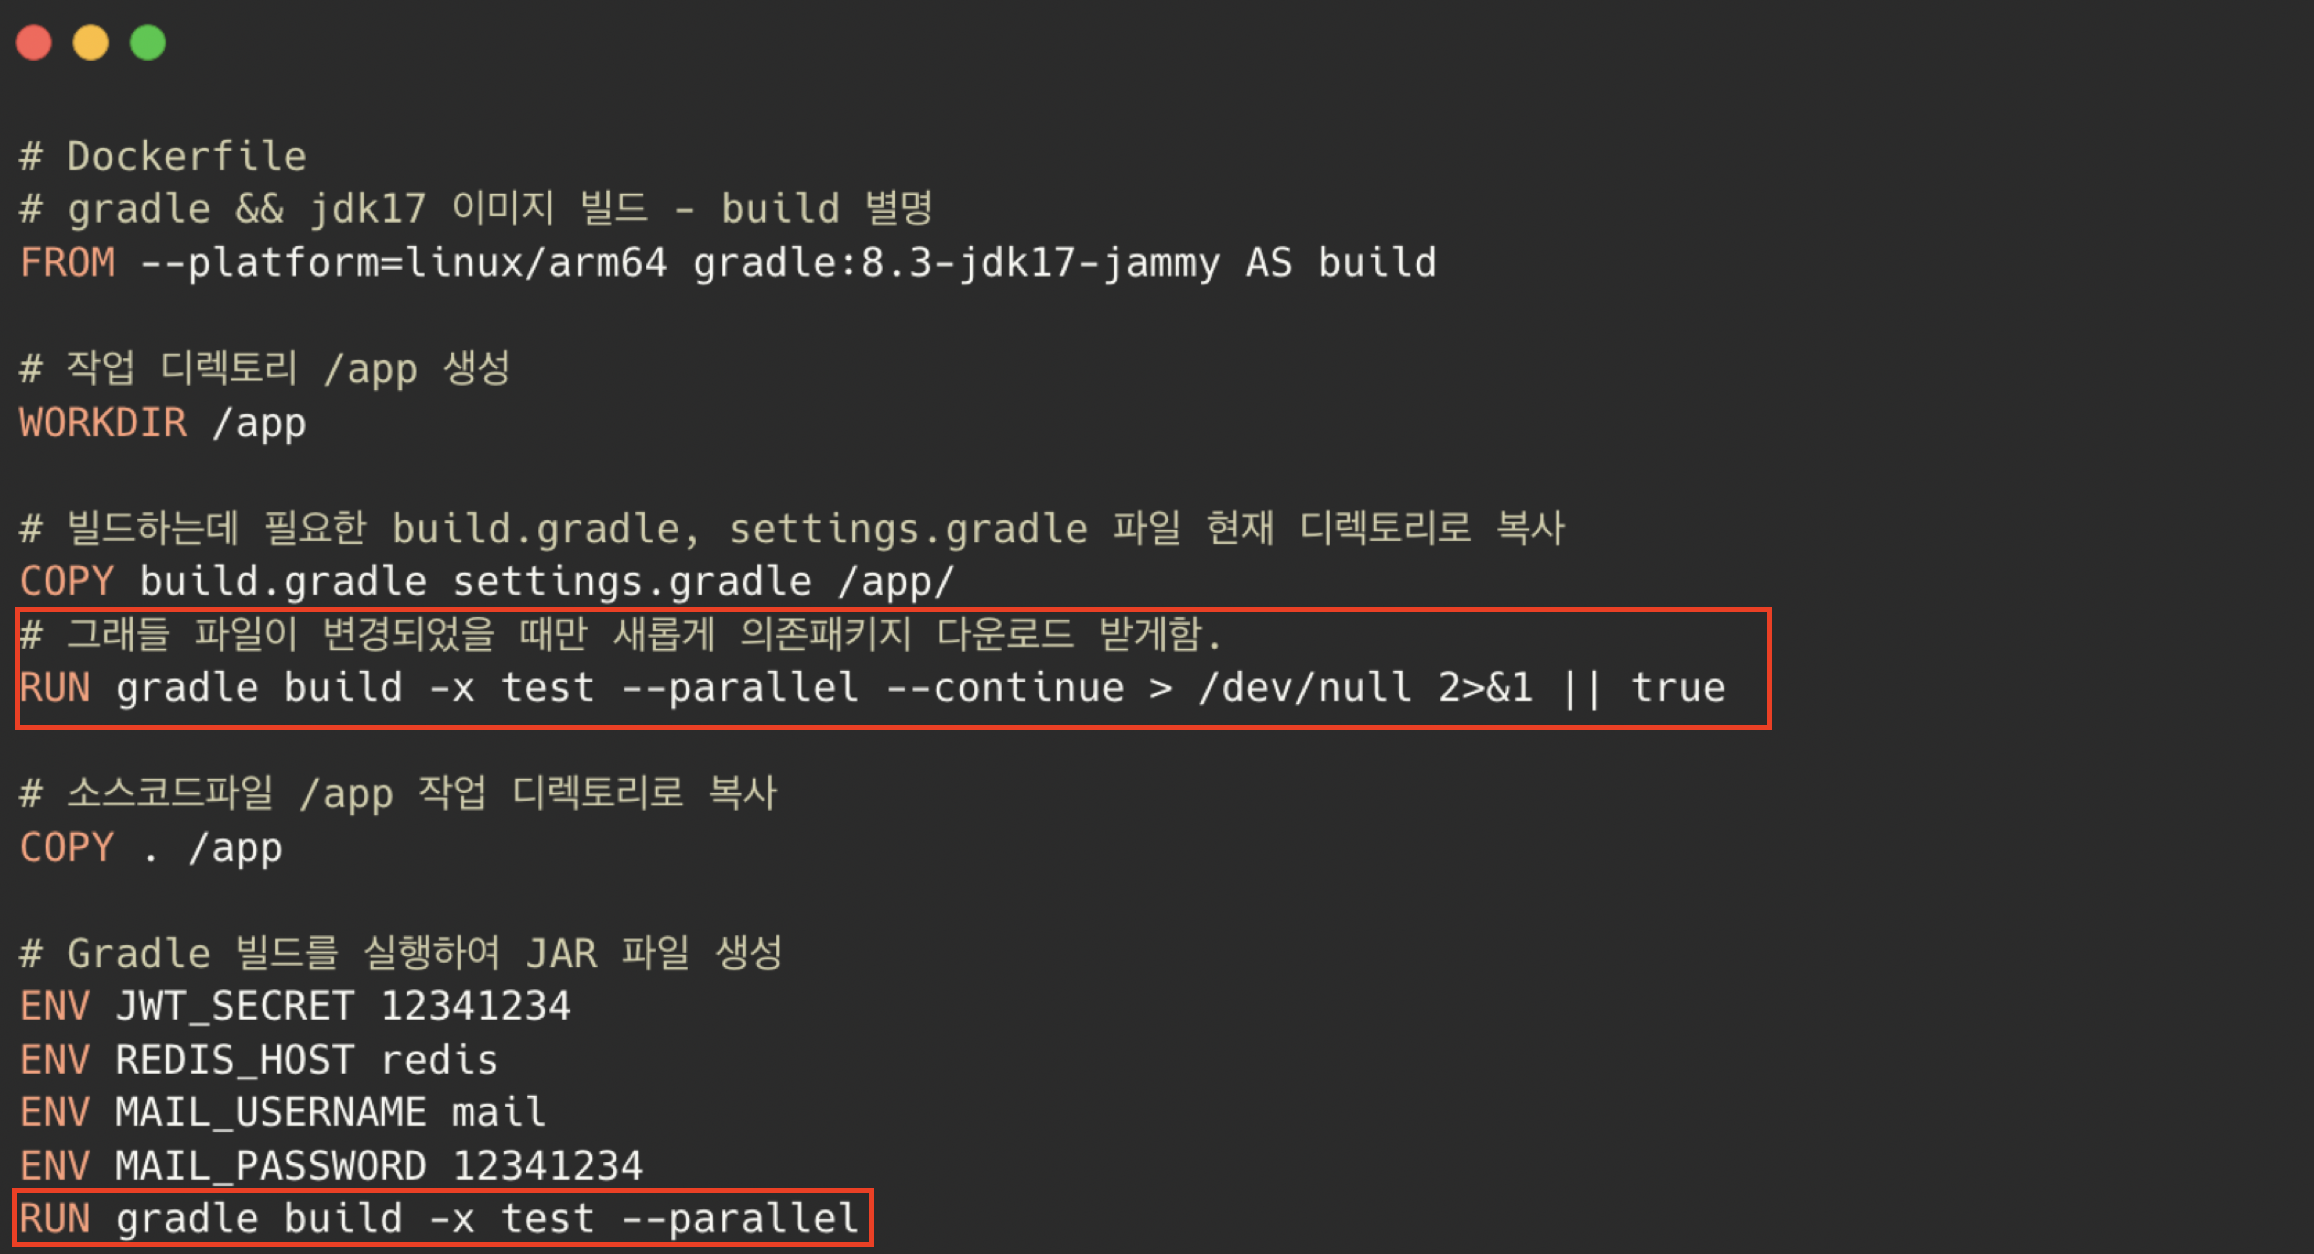 # Dockerfile
# gradle && jdk17 이미지 빌드 - build 별명
FROM --platform=linux/arm64 gradle:8.3-jdk17-jammy AS build
# 작업 디렉토리 /app 생성
WORKDIR /app
# 빌드하는데 필요한 build.gradle, settings.gradle 파일 현재 디렉토리로 복사
COPY build.gradle settings.gradle /app/
# 그래들 파일이 변경되었을 때만 새롭게 의존패키지 다운로드 받게함.
RUN gradle build -x test --parallel --continue > /dev/null 2>&1 || true
# 소스코드파일 /app 작업 디렉토리로 복사
COPY . /app
# Gradle 빌드를 실행하여 JAR 파일 생성
ENV JWT_SECRET 12341234
ENV REDIS_HOST redis
ENV MAIL_USERNAME mail
ENV MAIL_PASSWORD 12341234
RUN gradle build -x test --parallel